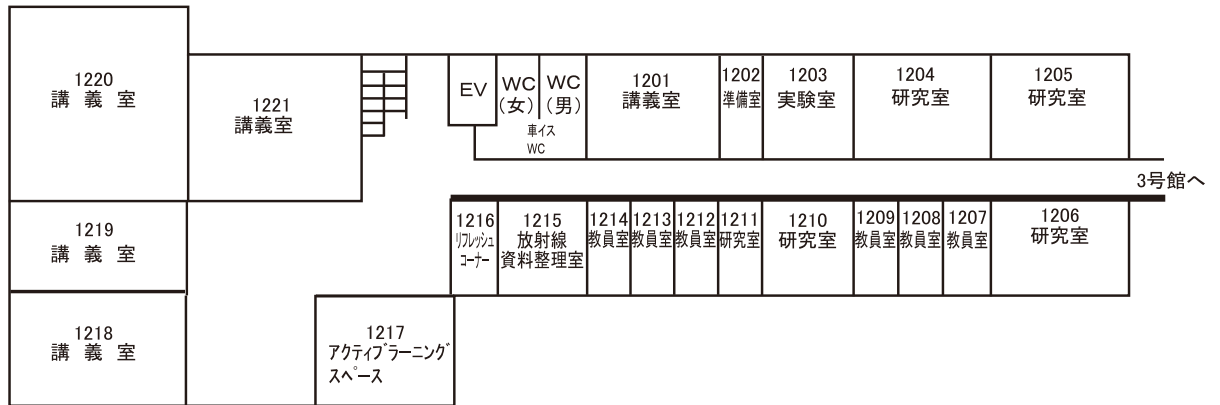 1220
講 義 室
1221
講義室
EV
WC
(女)
WC
(男)
車イス
WC
1201
講義室
1202
準備室
1203
実験室
1204
研究室
1205
研究室
3号館へ
1219
講 義 室
1216
リフレッシュ
コーナー
1215
放射線
資料整理室
1214
教員室
1213
教員室
1212
教員室
1211
研究室
1210
研究室
1209
教員室
1208
教員室
1207
教員室
1206
研究室
1218
講 義 室
1217
アクティブラーニング
スペース